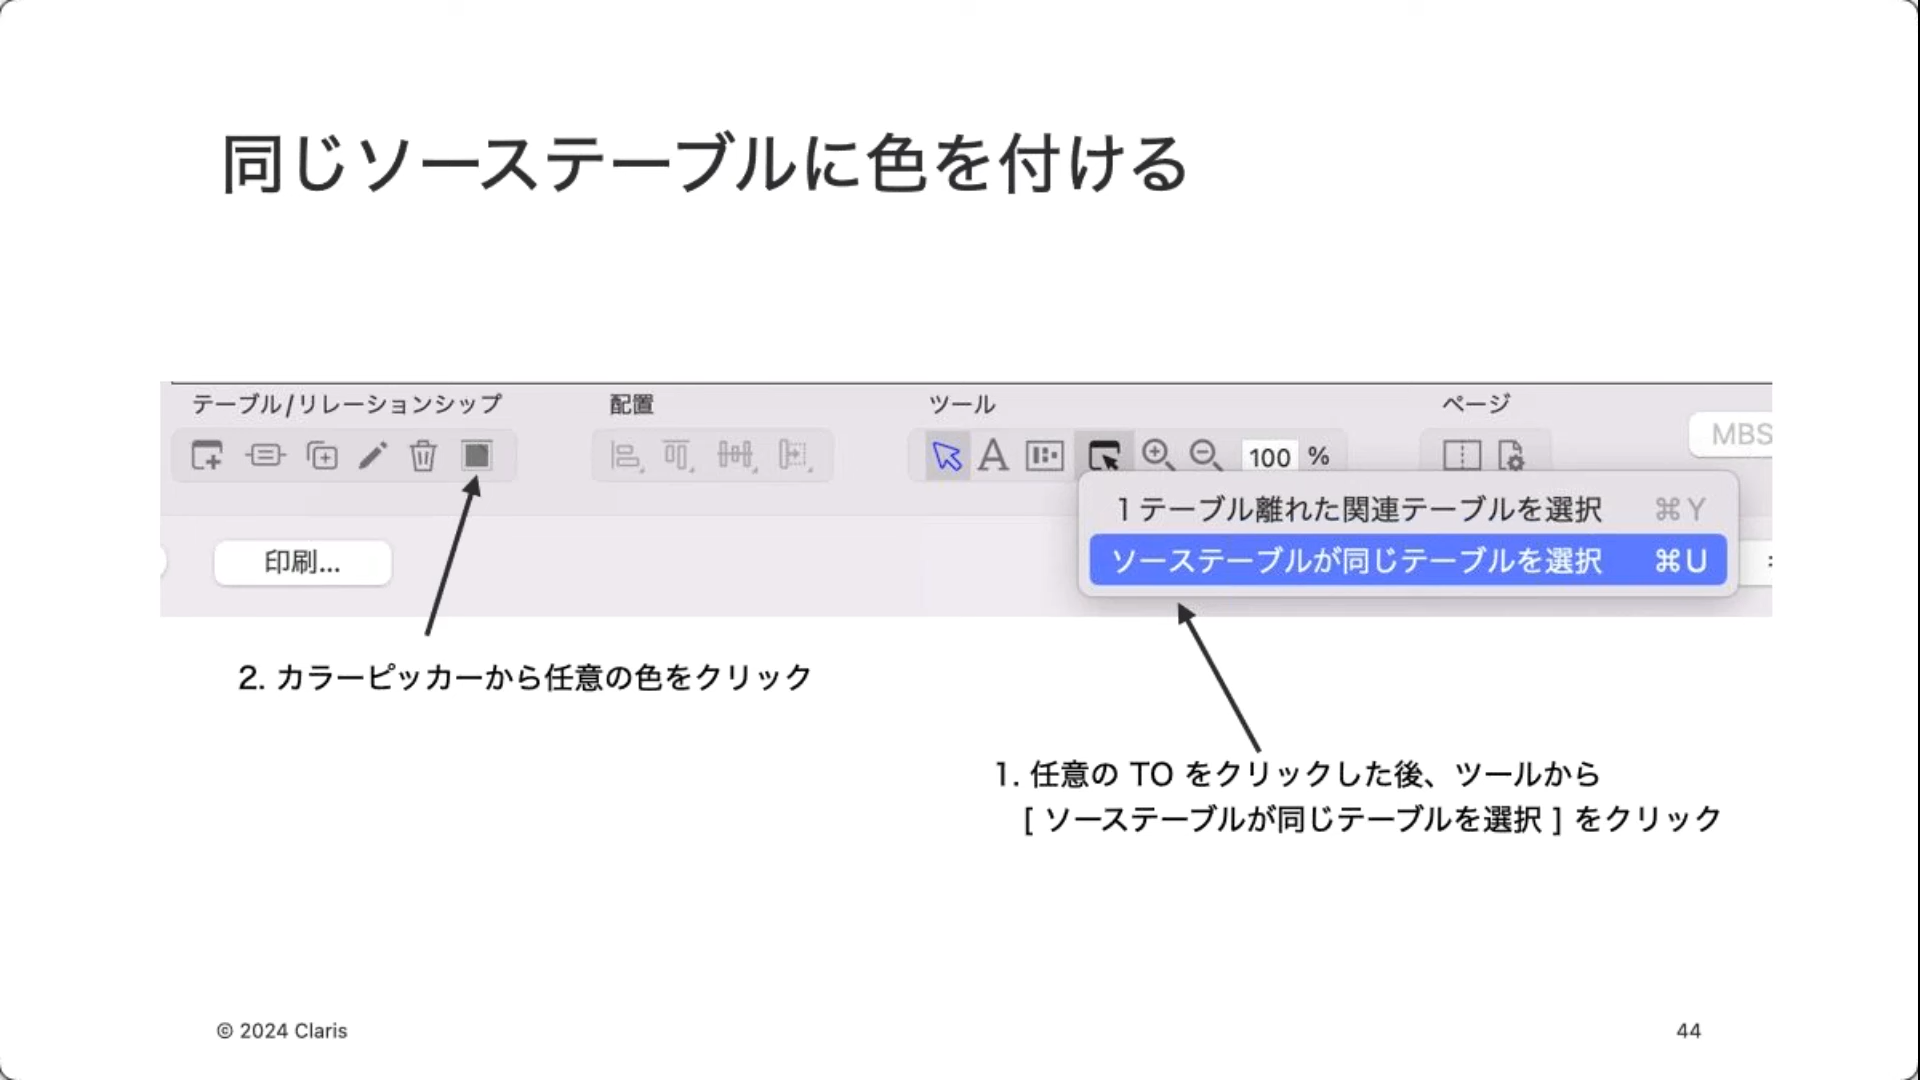 同じソーステーブルに色を付ける
テーブル/リレーションシップ
配置
ツール
ページ
100 %
MBS
1 テーブル離れた関連テーブルを選択 ⌘Y
ソーステーブルが同じテーブルを選択 ⌘U
印刷...
2. カラーピッカーから任意の色をクリック
1. 任意の TO をクリックした後、ツールから
[ ソーステーブルが同じテーブルを選択 ] をクリック
© 2024 Claris
44